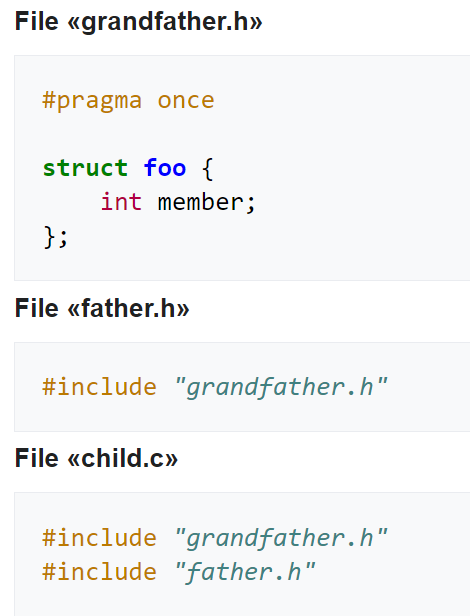 File «grandfather.h»
#pragma once
struct foo {
    int member;
};
File «father.h»
#include "grandfather.h"
File «child.c»
#include "grandfather.h"
#include "father.h"